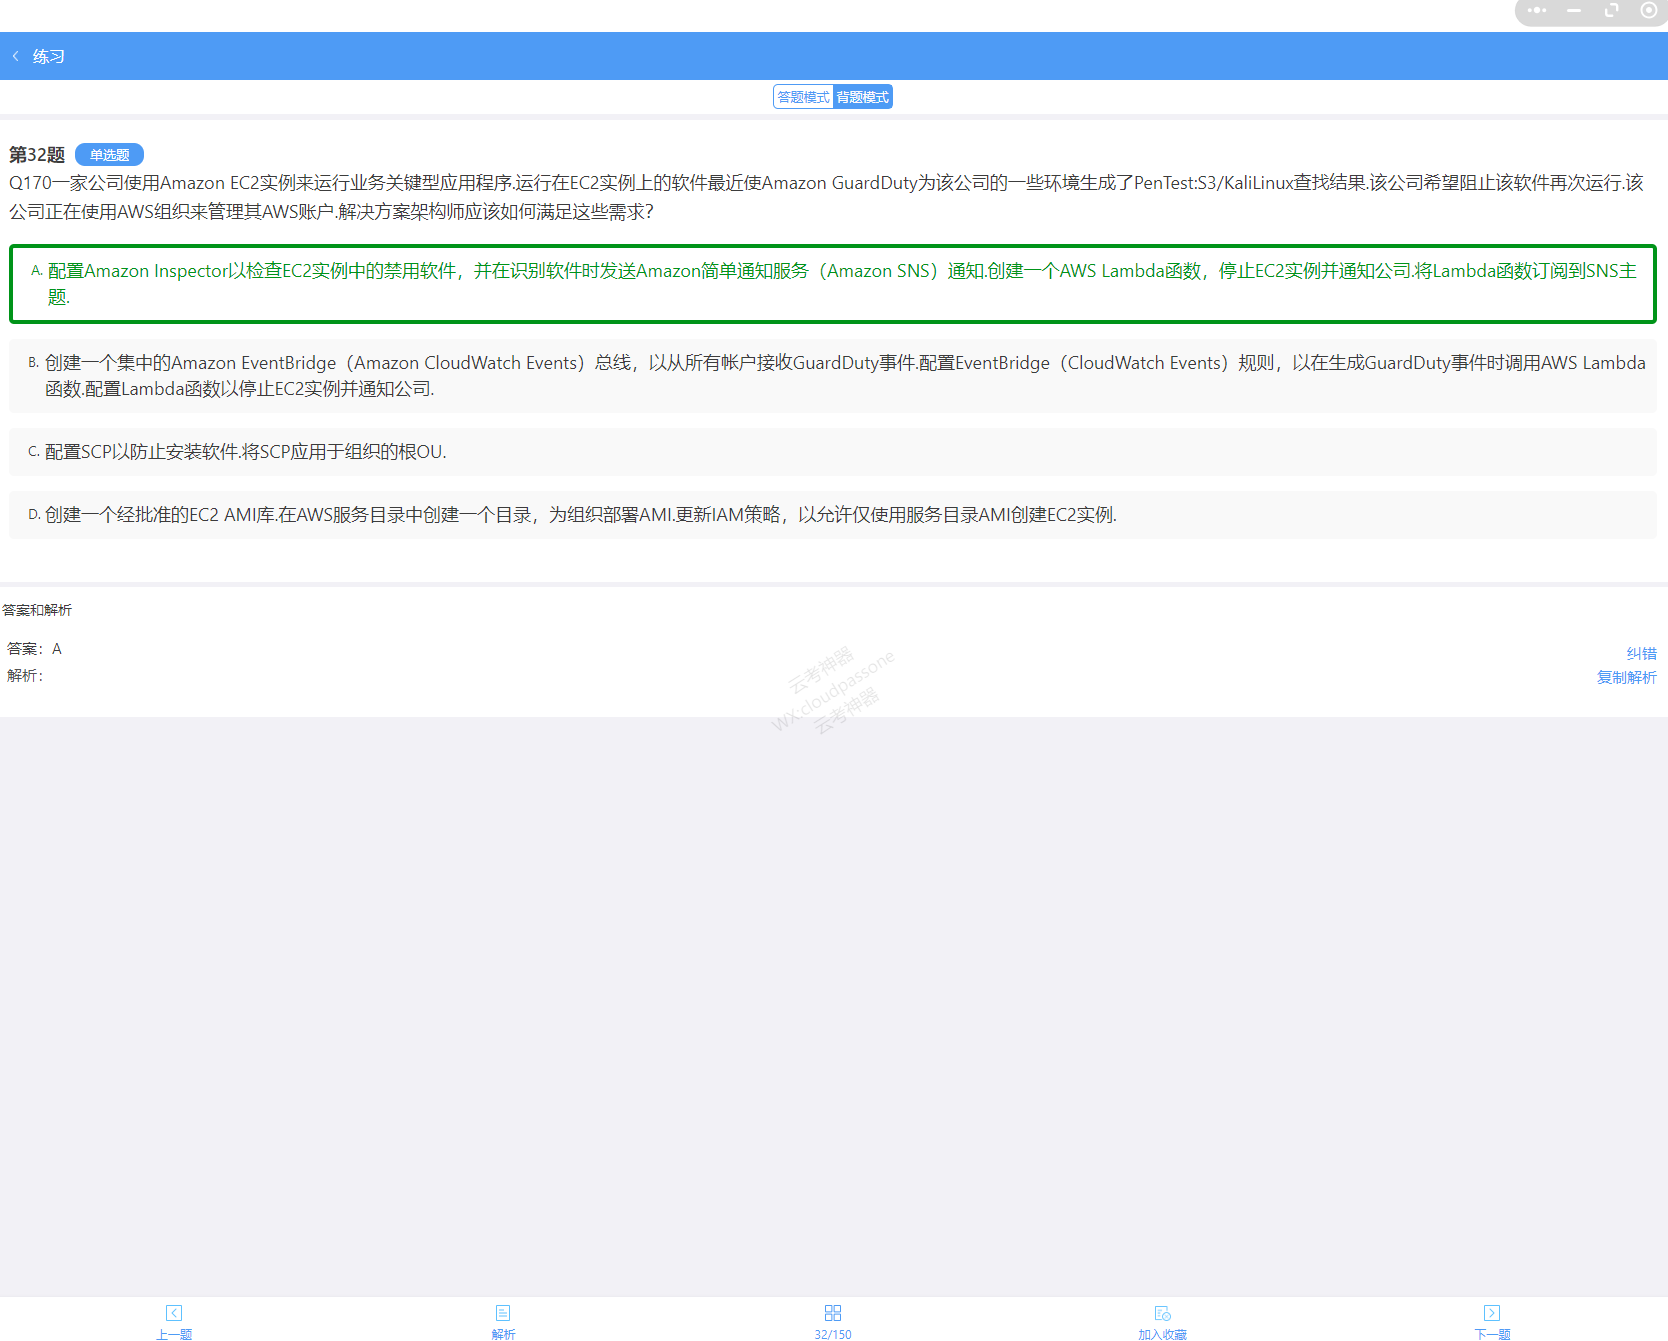 练习
答题模式 背题模式
第32题 单选题
Q170一家公司使用Amazon EC2实例来运行业务关键型应用程序.运行在EC2实例上的软件最近使Amazon GuardDuty为该公司的一些环境生成了PenTest:S3/KaliLinux查找结果.该公司希望阻止该软件再次运行.该
公司正在使用AWS组织来管理其AWS账户.解决方案架构师应该如何满足这些需求?
A. 配置Amazon Inspector以检查EC2实例中的禁用软件，并在识别软件时发送Amazon简单通知服务（Amazon SNS）通知.创建一个AWS Lambda函数，停止EC2实例并通知公司.将Lambda函数订阅到SNS主
题.
B. 创建一个集中的Amazon EventBridge（Amazon CloudWatch Events）总线，以从所有帐户接收GuardDuty事件.配置EventBridge（CloudWatch Events）规则，以在生成GuardDuty事件时调用AWS Lambda
函数.配置Lambda函数以停止EC2实例并通知公司.
C. 配置SCP以防止安装软件.将SCP应用于组织的根OU.
D. 创建一个经批准的EC2 AMI库.在AWS服务目录中创建一个目录，为组织部署AMI.更新IAM策略，以允许仅使用服务目录AMI创建EC2实例.
答案和解析
答案：A
纠错
解析：
复制解析
云考神器
WX:cloudpassone
云考神器
上一题 解析 32/150 加入收藏 下一题